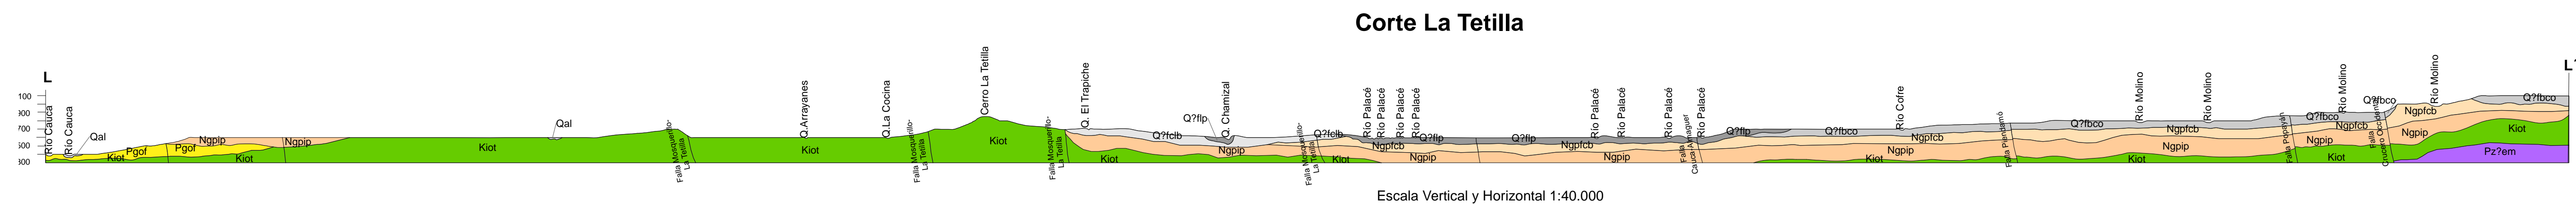 Corte La Tetilla
L
L'
100
900
700
500
300
Río Cauca
Río Cauca
Qal
Qal
Q.Arrayanes
Q.La Cocina
Cerro La Tetilla
Q. El Trapiche
Q?flp
Q. Chamizal
Río Palacé
Río Palacé
Río Palacé
Río Palacé
Río Palacé
Río Palacé
Río Palacé
Río Palacé
Río Cofre
Río Molino
Río Molino
Río Molino
Río Molino
Pgof
Pgof
Ngpip
Ngpip
Kiot
Kiot
Kiot
Kiot
Kiot
Kiot
Kiot
Kiot
Kiot
Kiot
Kiot
Falla Mosquerillo-
La Tetilla
Falla Mosquerillo-
La Tetilla
Falla Mosquerillo-
La Tetilla
Falla Mosquerillo-
La Tetilla
Q?fclb
Q?fclb
Ngpip
Ngpfcb
Q?flp
Ngpip
Q?flp
Ngpfcb
Ngpip
Falla
Cauca Almaguer
Q?flp
Q?fbco
Ngpfcb
Ngpip
Q?fbco
Ngpfcb
Ngpip
Falla Popayán
Q?fbco
Ngpfcb
Ngpip
Q?fbco
Ngpfcb
Ngpip
Q?fbco
Pz?em
Escala Vertical y Horizontal 1:40.000